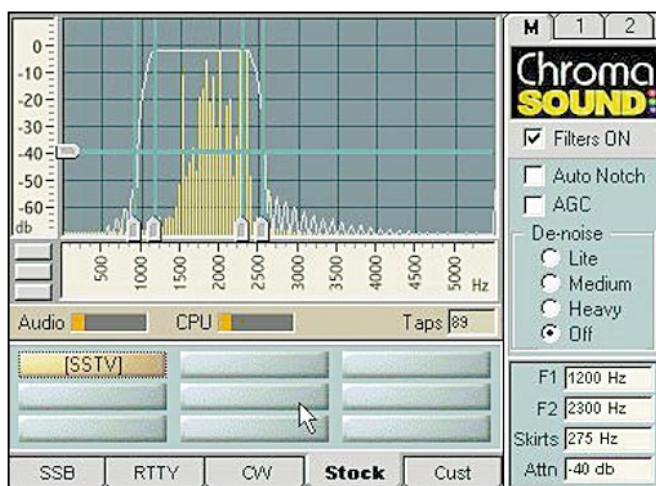 0
-10
-20
-30
-40
-50
-60
db
500
1000
1500
2000
2500
3000
3500
4000
4500
5000
Hz
Audio
CPU
Taps 89
[SSTV]
SSB
RTTY
CW
Stock
Cust
M
1
2
Chroma
SOUND
Filters ON
Auto Notch
AGC
De-noise
Lite
Medium
Heavy
Off
F1 1200 Hz
F2 2300 Hz
Skirts 275 Hz
Attn -40 db